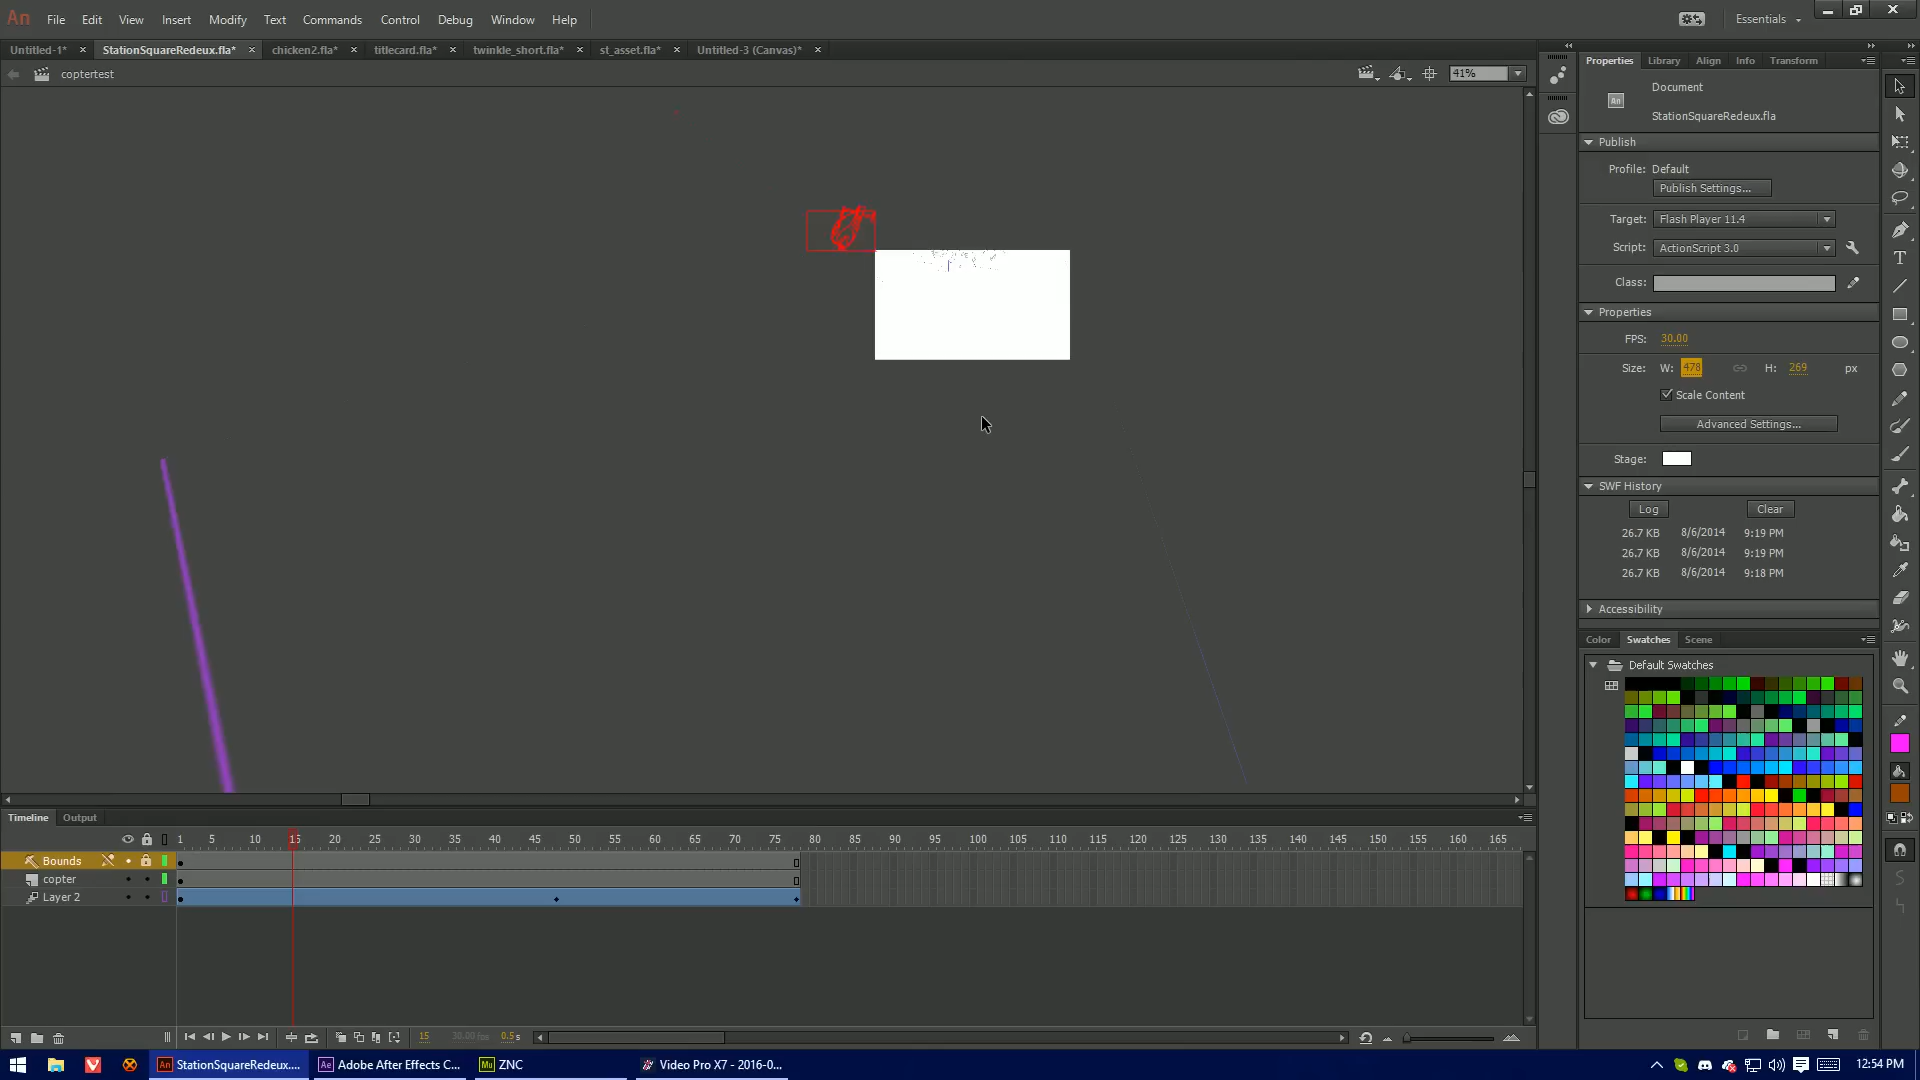 An File Edit View Insert Modify Text Commands Control Debug Window Help Essentials
Untitled-1* × StationSquareRedeux.fla* × chicken2.fla* × titlecard.fla* × twinkle_short.fla* × st_asset.fla* × Untitled-3 (Canvas)* ×
coptertest 41%
Properties Library Align Info Transform
Document
An
StationSquareRedeux.fla
Publish
Profile: Default
Publish Settings...
Target: Flash Player 11.4
Script: ActionScript 3.0
Class:
Properties
FPS: 30.00
Size: W: 478 H: 269 px
Scale Content
Advanced Settings...
Stage:
SWF History
Log Clear
26.7 KB 8/6/2014 9:19 PM
26.7 KB 8/6/2014 9:19 PM
26.7 KB 8/6/2014 9:18 PM
Accessibility
Color Swatches Scene
Default Swatches
Timeline Output
1 5 10 15 20 25 30 35 40 45 50 55 60 65 70 75 80 85 90 95 100 105 110 115 120 125 130 135 140 145 150 155 160 165
Bounds
copter
Layer 2
15 30.00 fps 0.5 s
An StationSquareRedeux.... Ae Adobe After Effects C... Mu ZNC Video Pro X7 - 2016-0... 12:54 PM